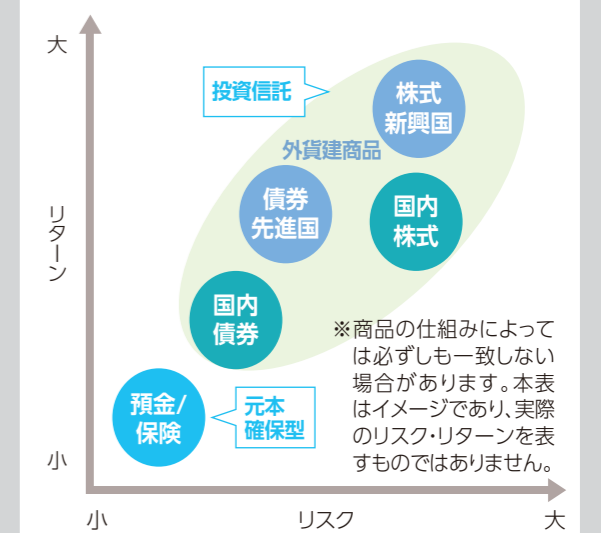 大
投資信託
株式
新興国
外貨建商品
債券
先進国
国内
株式
リターン
国内
債券
※商品の仕組みによって
は必ずしも一致しない
場合があります。本表
はイメージであり、実際
のリスク・リターンを表
すものではありません。
預金/
保険
元本
確保型
小
小
リスク
大